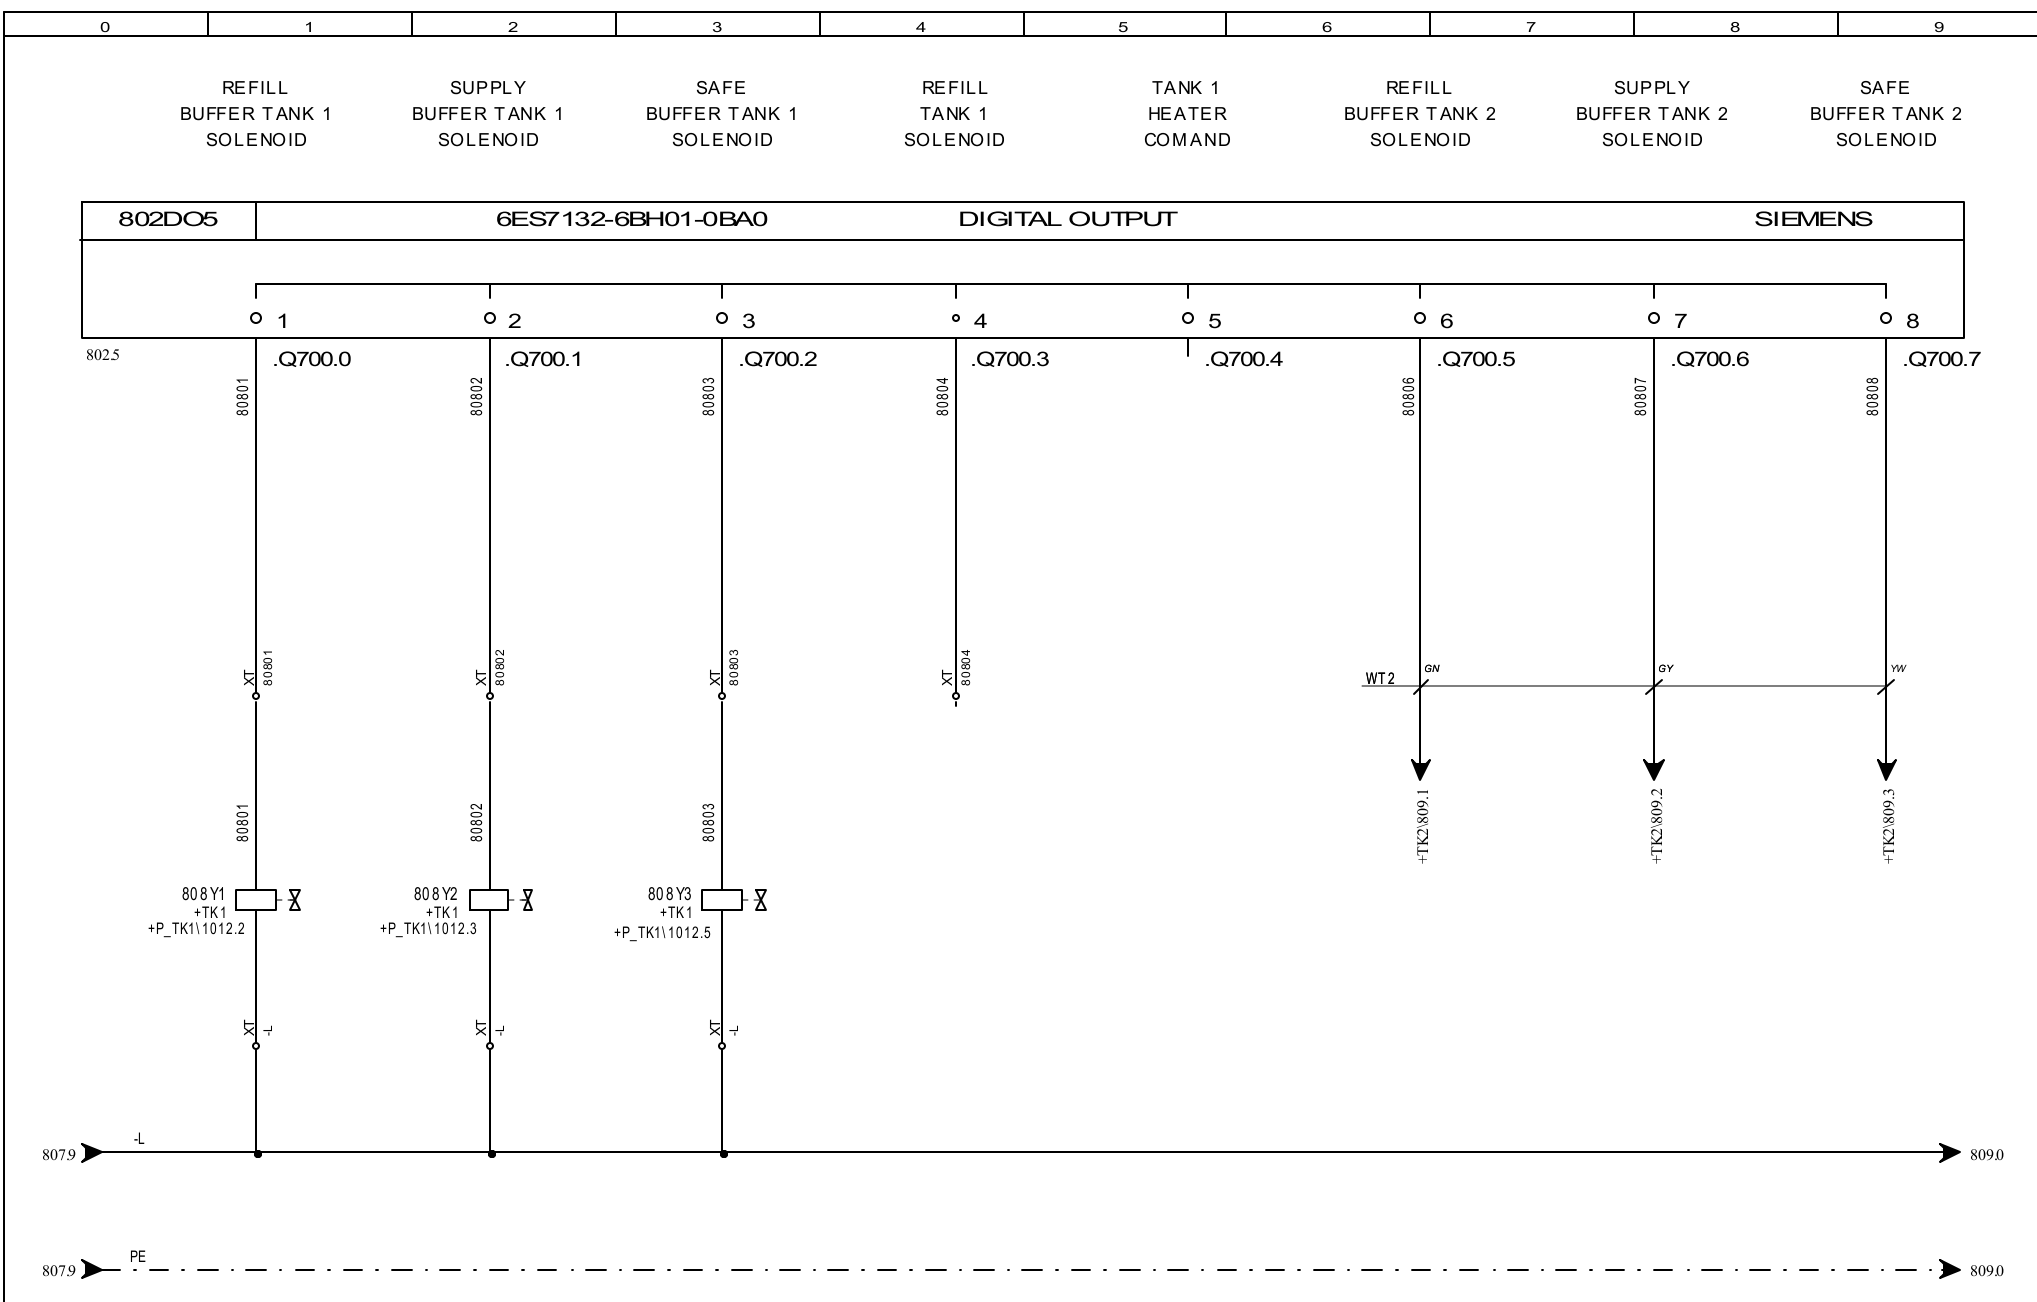 0 1 2 3 4 5 6 7 8 9
REFILL
BUFFER TANK 1
SOLENOID
SUPPLY
BUFFER TANK 1
SOLENOID
SAFE
BUFFER TANK 1
SOLENOID
REFILL
TANK 1
SOLENOID
TANK 1
HEATER
COMAND
REFILL
BUFFER TANK 2
SOLENOID
SUPPLY
BUFFER TANK 2
SOLENOID
SAFE
BUFFER TANK 2
SOLENOID
802DO5 6ES7132-6BH01-0BA0 DIGITAL OUTPUT SIEMENS
1 2 3 4 5 6 7 8
802.5
.Q700.0 .Q700.1 .Q700.2 .Q700.3 .Q700.4 .Q700.5 .Q700.6 .Q700.7
80801 80802 80803 80804 80806 80807 80808
XT 80801 XT 80802 XT 80803 XT 80804
WT2 GN GY YW
+TK2\809.1 +TK2\809.2 +TK2\809.3
80801 80802 80803
808Y1
+TK1
+P_TK1\1012.2
808Y2
+TK1
+P_TK1\1012.3
808Y3
+TK1
+P_TK1\1012.5
XT -L XT -L XT -L
-L
807.9 809.0
PE
807.9 809.0